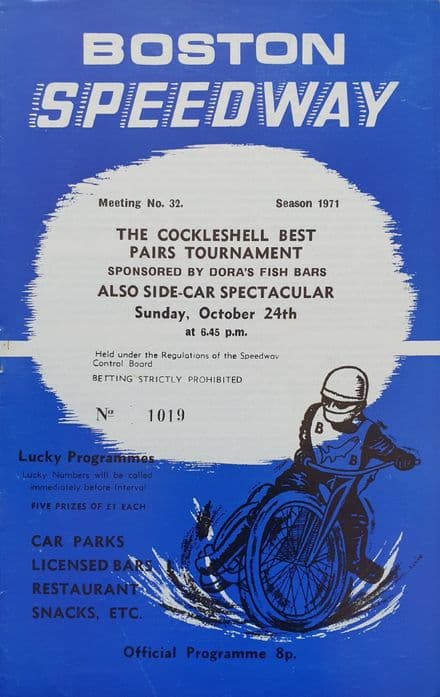 BOSTON
SPEEDWAY
Meeting No. 32. Season 1971
THE COCKLESHELL BEST
PAIRS TOURNAMENT
SPONSORED BY DORA'S FISH BARS
ALSO SIDE-CAR SPECTACULAR
Sunday, October 24th
at 6.45 p.m.
Held under the Regulations of the Speedway
Control Board
BETTING STRICTLY PROHIBITED
No 1019
Lucky Programmes
Lucky Numbers will be called
immediately before Interval
FIVE PRIZES OF £1 EACH
CAR PARKS
LICENSED BARS
RESTAURANT
SNACKS, ETC.
B
B
Official Programme 8p.